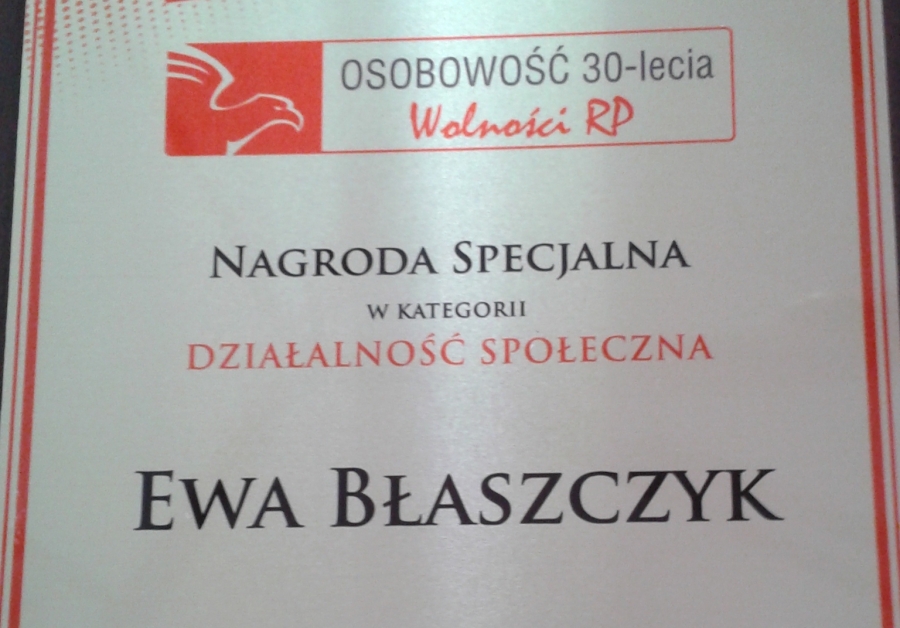 OSOBOWOŚĆ 30-lecia
Wolności RP
NAGRODA SPECJALNA
W KATEGORII
DZIAŁALNOŚĆ SPOŁECZNA
EWA BŁASZCZYK